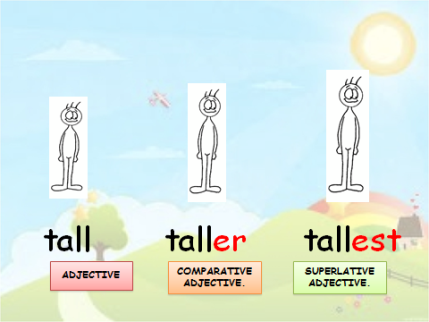 tall taller tallest
ADJECTIVE
COMPARATIVE
ADJECTIVE.
SUPERLATIVE
ADJECTIVE.